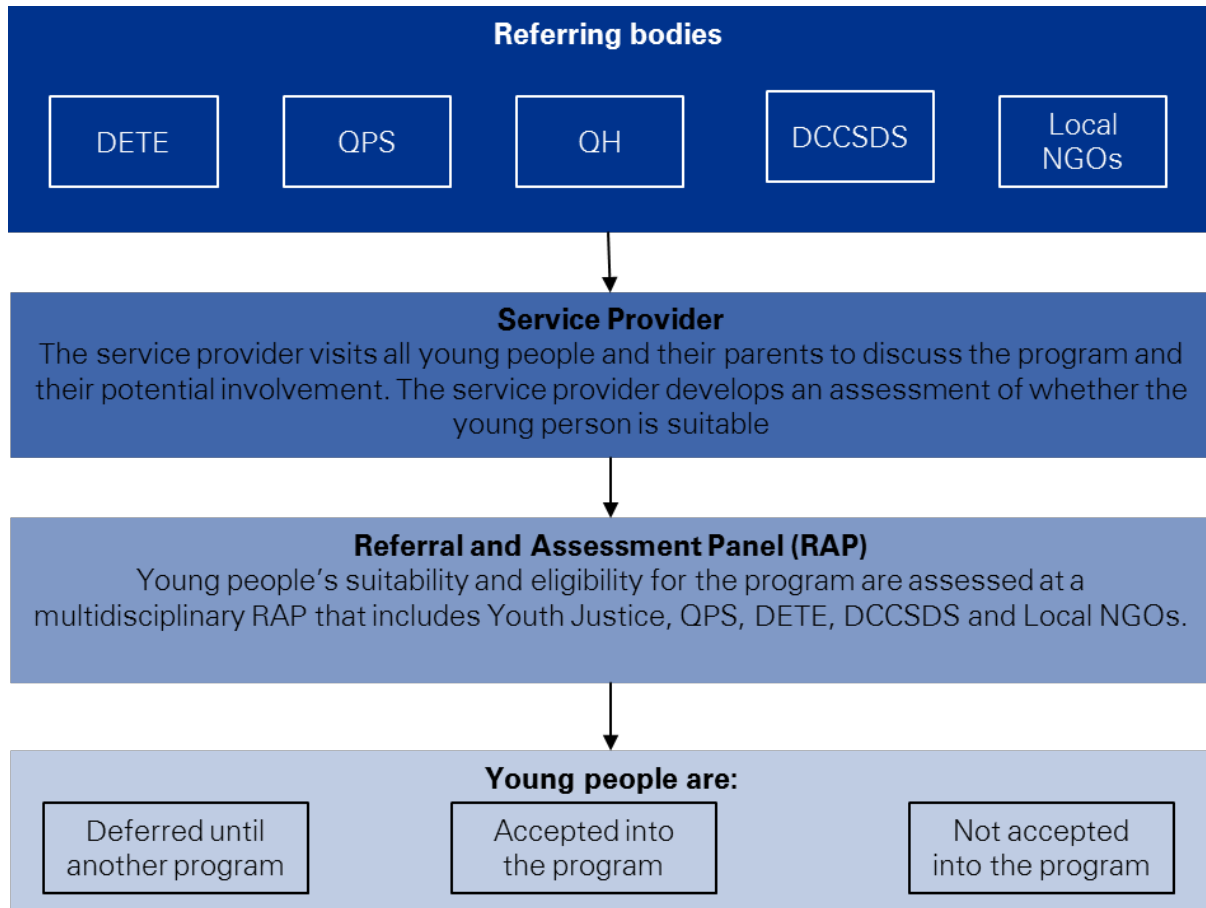 Referring bodies
DETE
QPS
QH
DCCSDS
Local
NGOs
Service Provider
The service provider visits all young people and their parents to discuss the program and
their potential involvement. The service provider develops an assessment of whether the
young person is suitable
Referral and Assessment Panel (RAP)
Young people’s suitability and eligibility for the program are assessed at a
multidisciplinary RAP that includes Youth Justice, QPS, DETE, DCCSDS and Local NGOs.
Young people are:
Deferred until
another program
Accepted into
the program
Not accepted
into the program